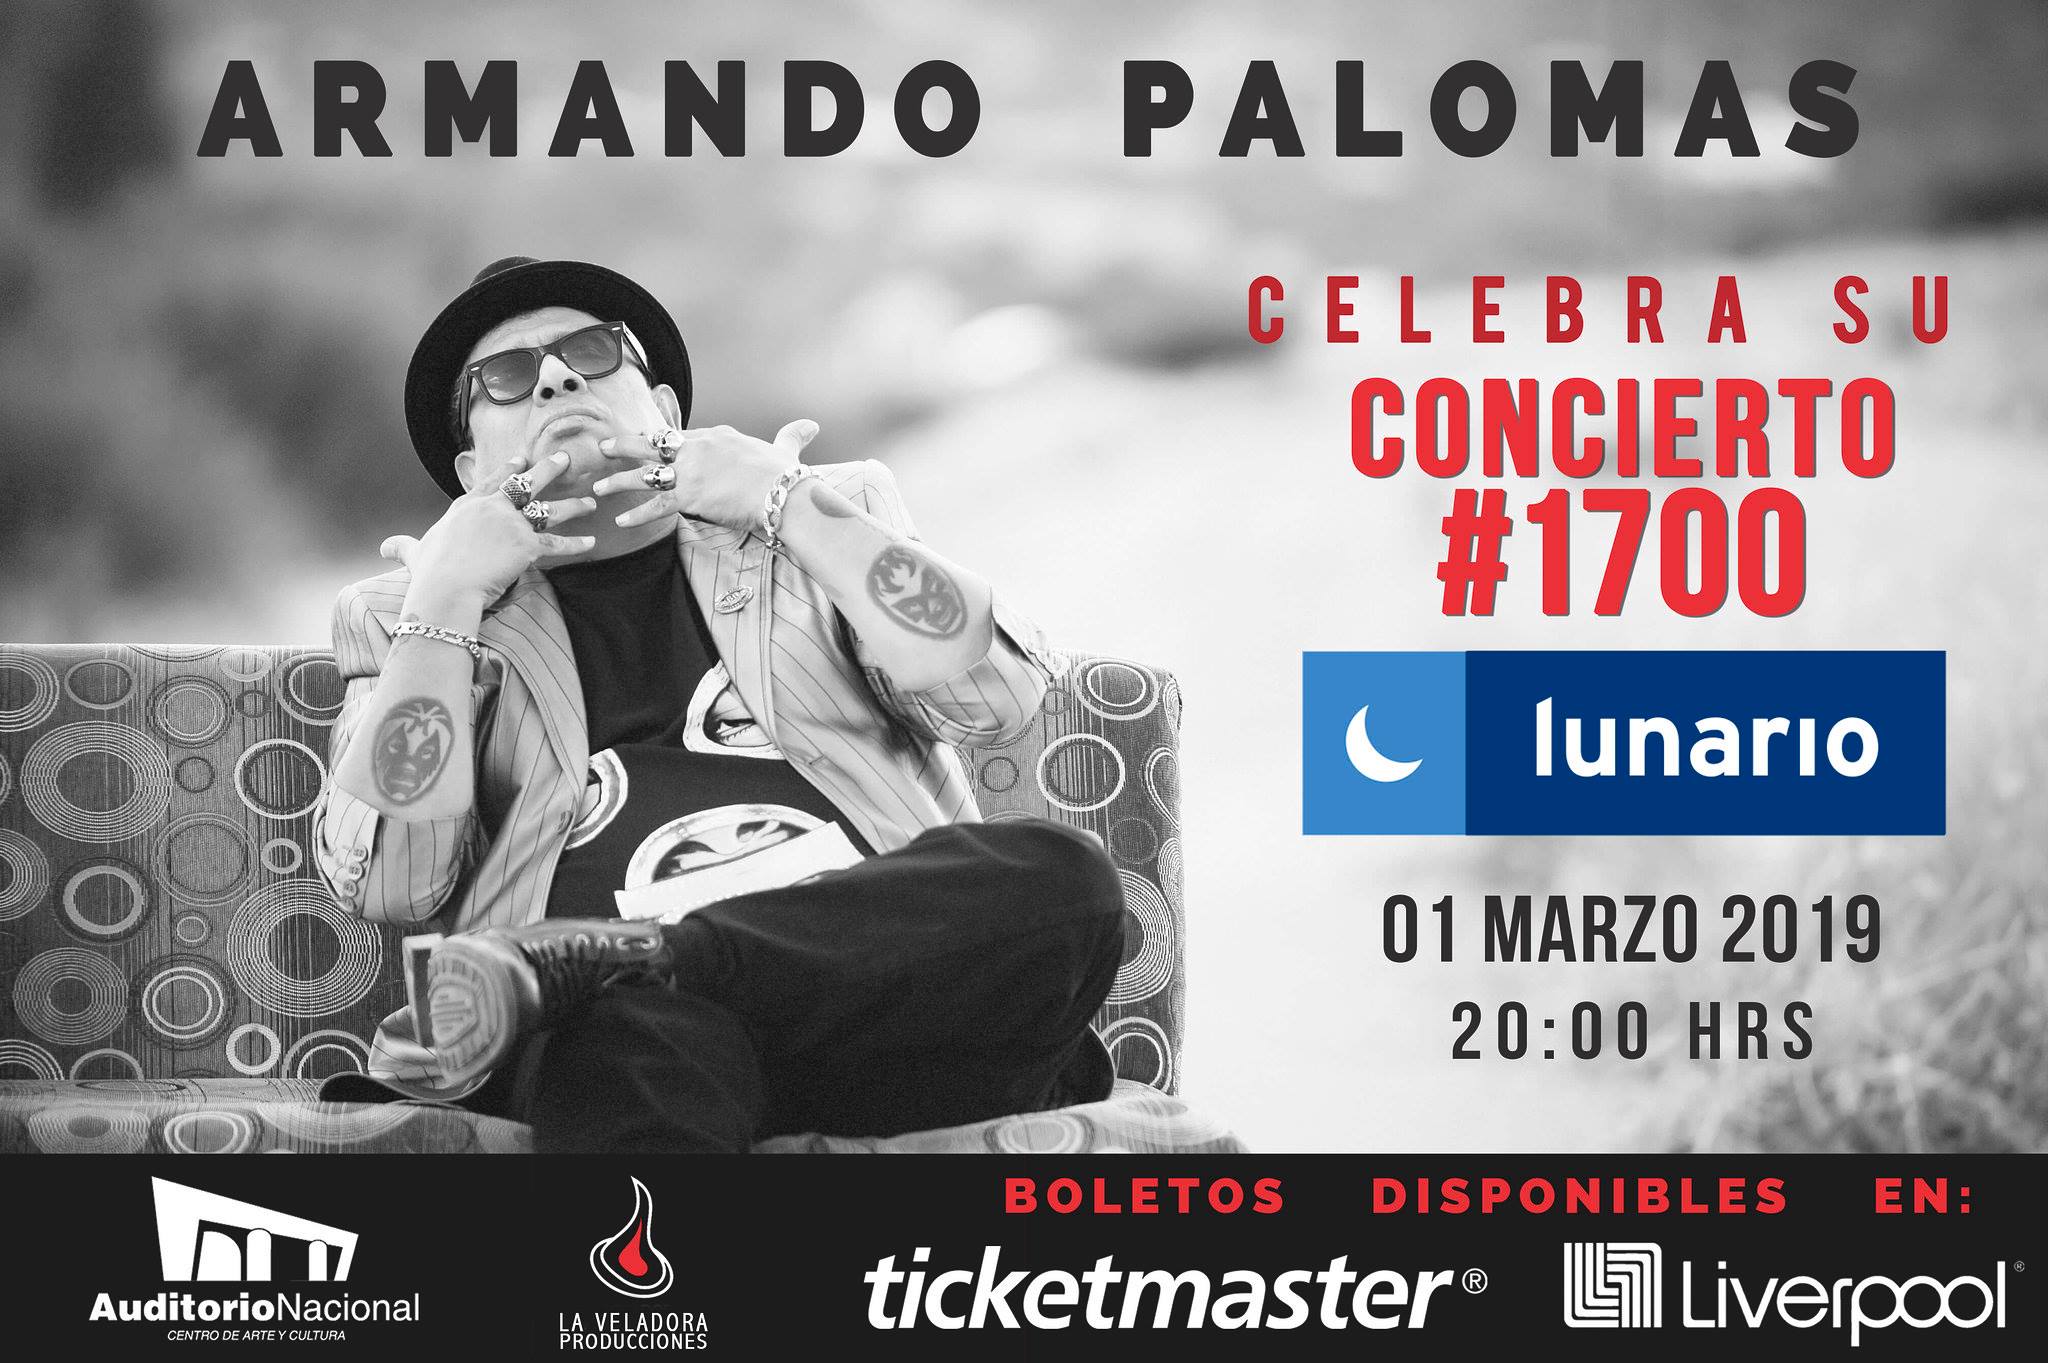 ARMANDO PALOMAS
CELEBRA SU
CONCIERTO
#1700
lunario
01 MARZO 2019
20:00 HRS
BOLETOS DISPONIBLES EN:
AuditorioNacional
CENTRO DE ARTE Y CULTURA
LA VELADORA
PRODUCCIONES
ticketmaster®
Liverpool®